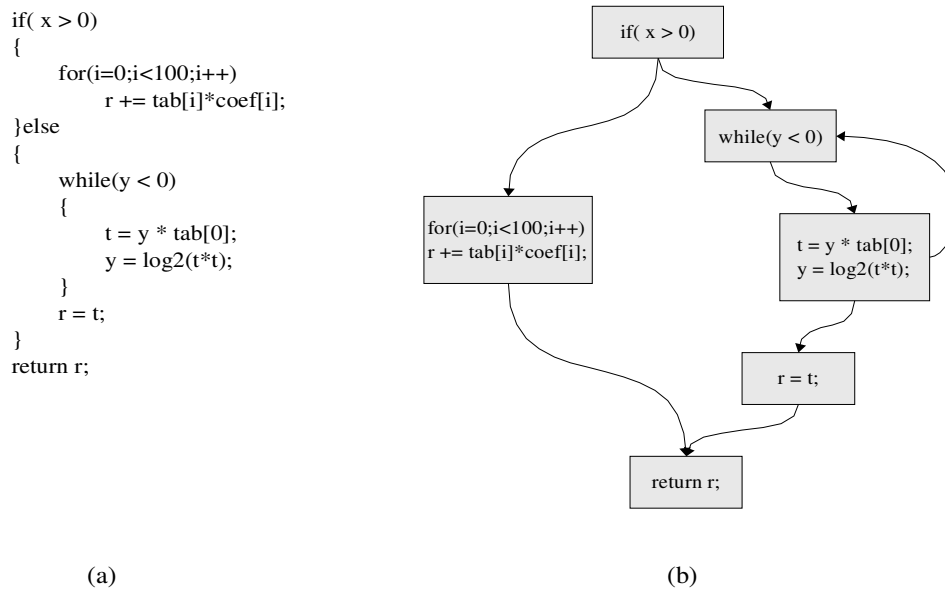 if( x > 0)
{
for(i=0;i<100;i++)
r += tab[i]*coef[i];
}else
{
while(y < 0)
{
t = y * tab[0];
y = log2(t*t);
}
r = t;
}
return r;
(a)
if( x > 0)
while(y < 0)
for(i=0;i<100;i++)
r += tab[i]*coef[i];
t = y * tab[0];
y = log2(t*t);
r = t;
return r;
(b)